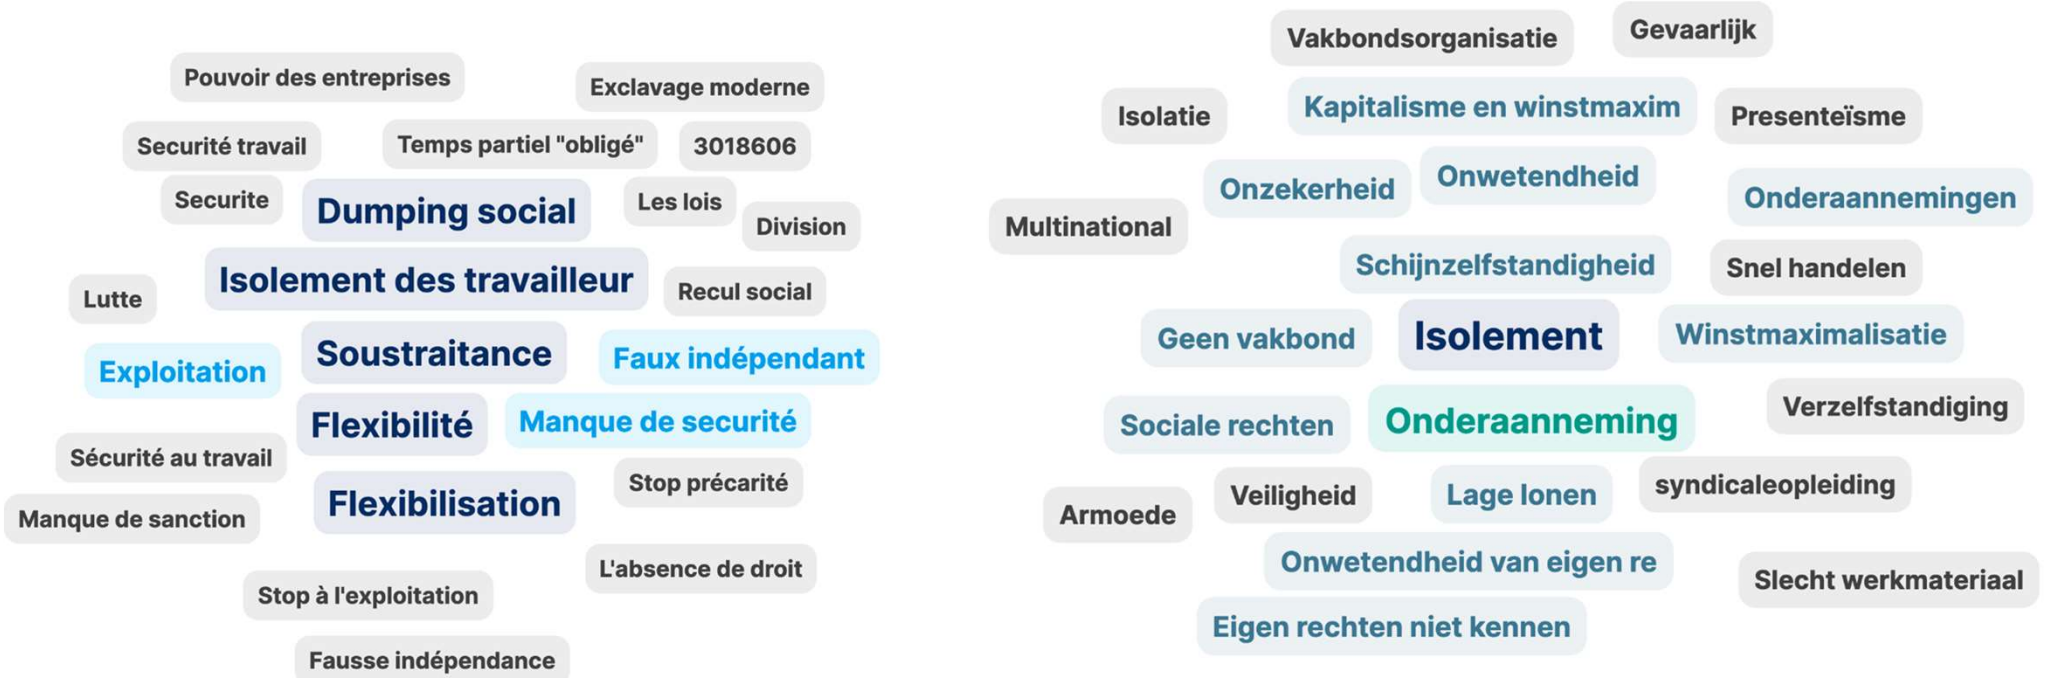 Pouvoir des entreprises
Exclavage moderne
Securité travail
Temps partiel "obligé"
3018606
Securite
Dumping social
Les lois
Division
Isolement des travailleur
Recul social
Lutte
Soustraitance
Faux indépendant
Exploitation
Flexibilité
Manque de securité
Sécurité au travail
Stop précarité
Flexibilisation
Manque de sanction
L'absence de droit
Stop à l'exploitation
Fausse indépendance
Vakbondsorganisatie
Gevaarlijk
Isolatie
Kapitalisme en winstmaxim
Presenteïsme
Onzekerheid
Onwetendheid
Onderaannemingen
Multinational
Schijnzelfstandigheid
Snel handelen
Geen vakbond
Isolement
Winstmaximalisatie
Sociale rechten
Onderaanneming
Verzelfstandiging
Armoede
Veiligheid
Lage lonen
syndicaleopleiding
Onwetendheid van eigen re
Slecht werkmateriaal
Eigen rechten niet kennen